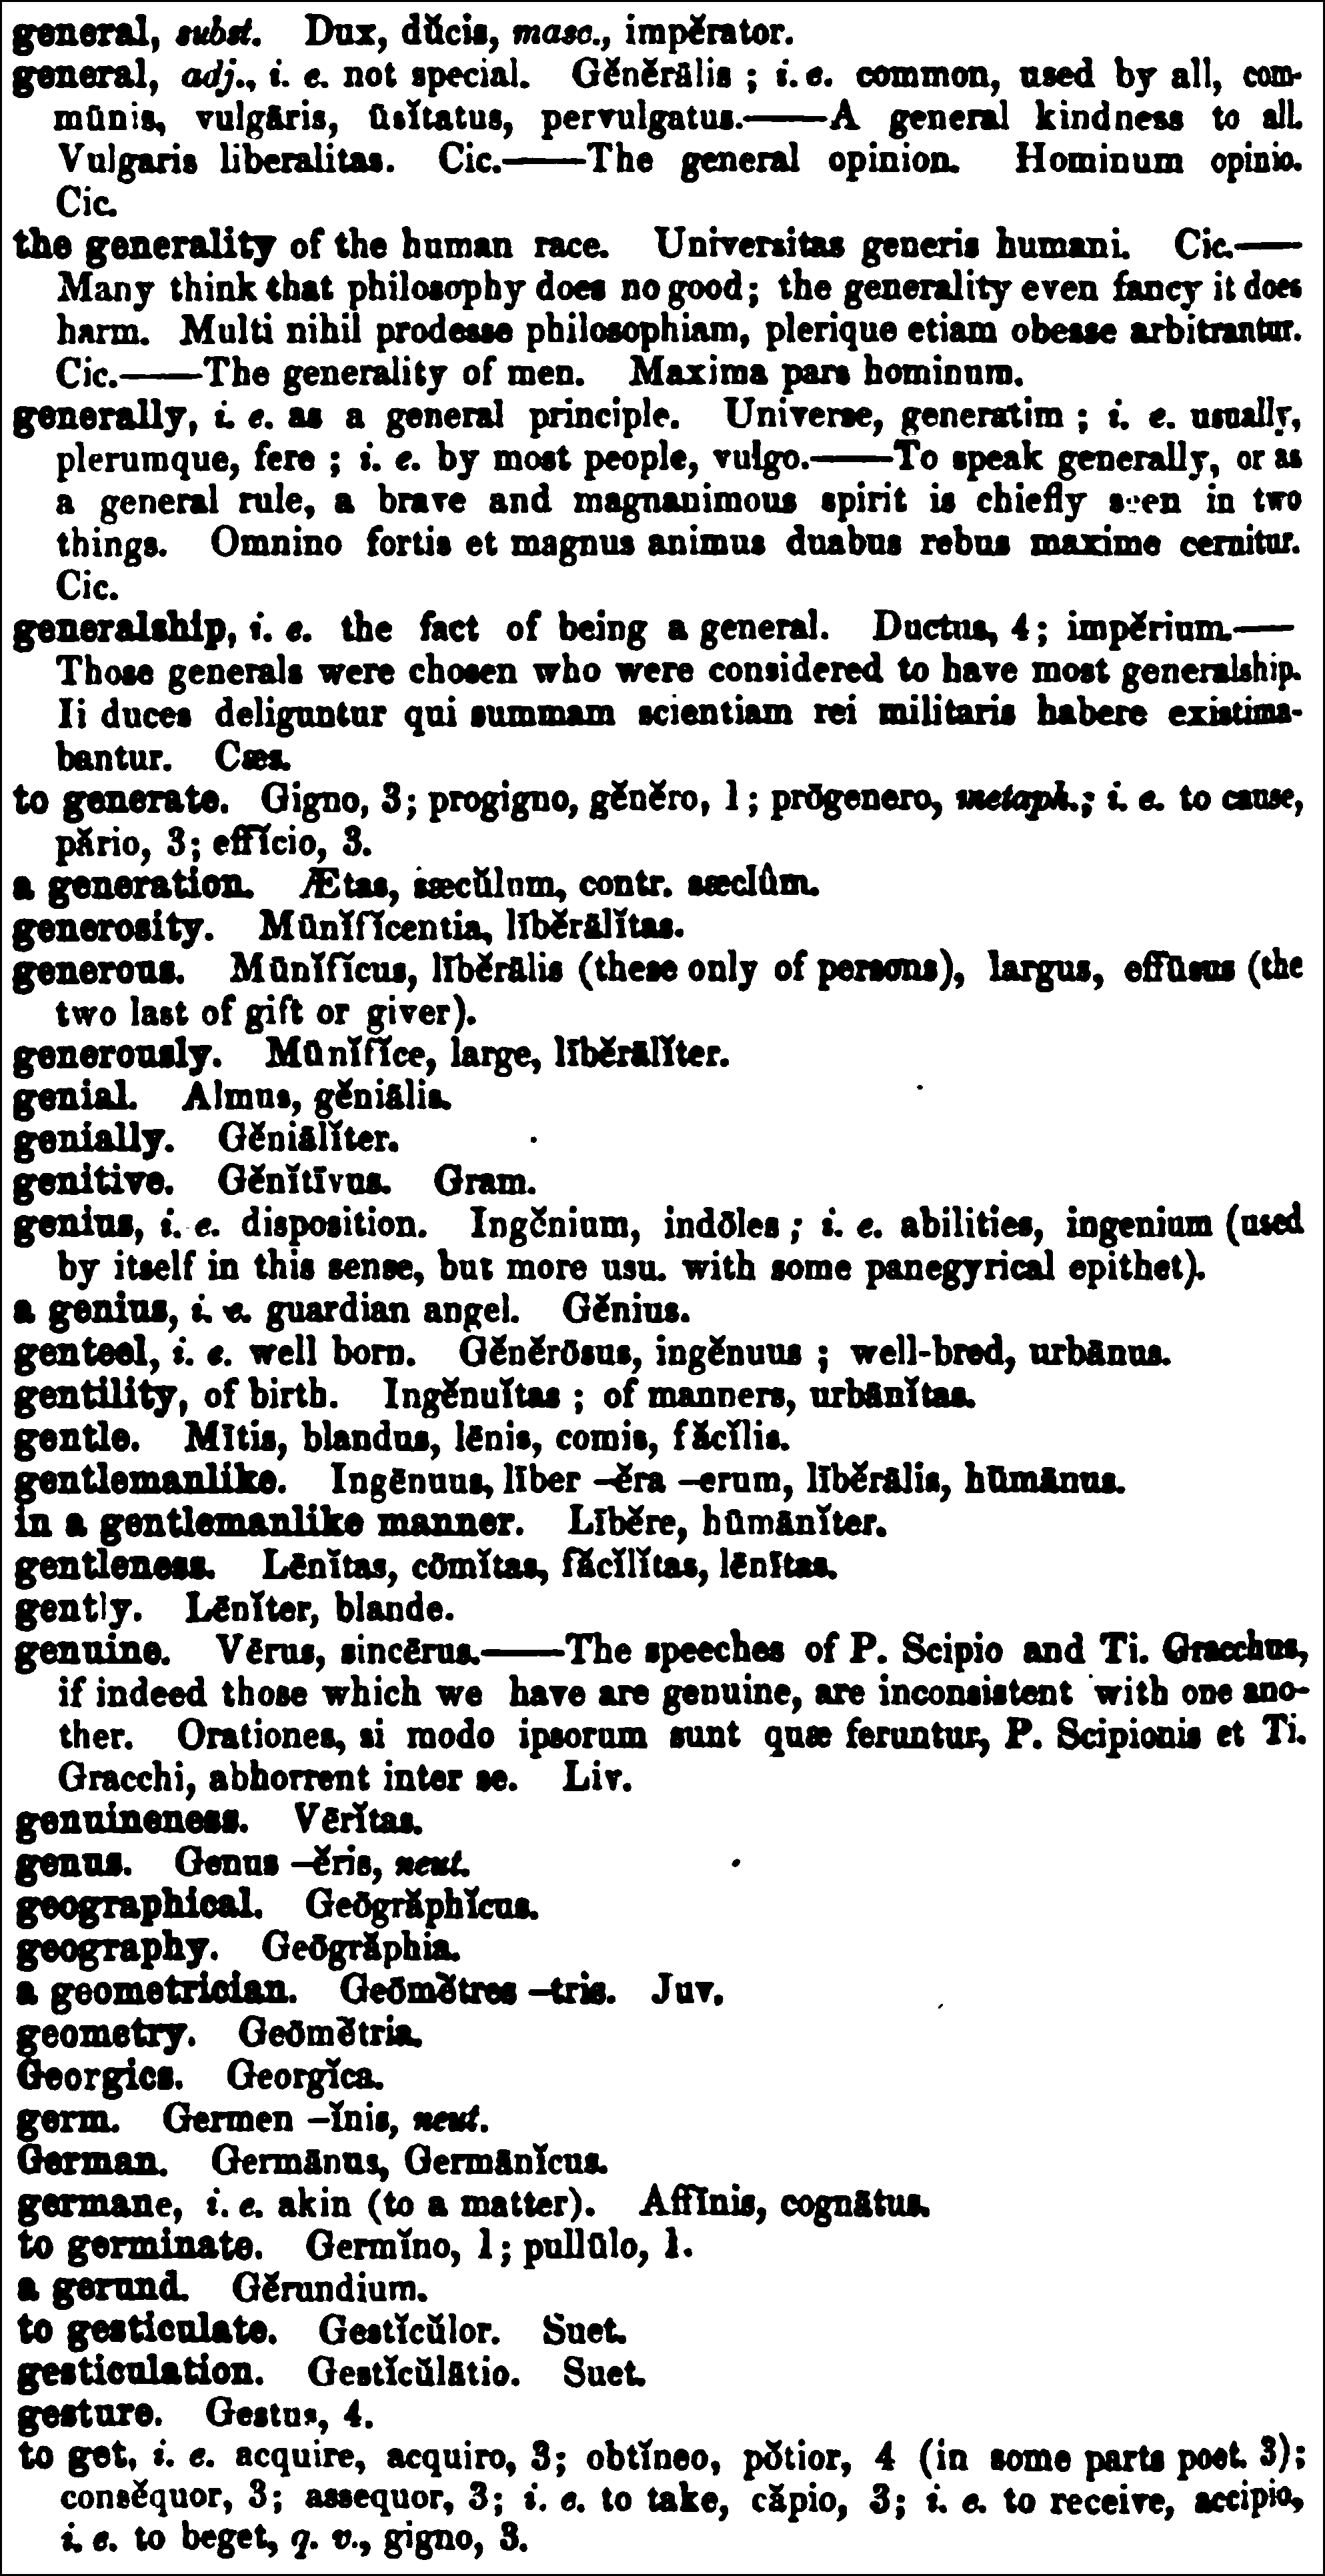 general, subst. Dux, dŭcis, masc., impĕrator.
general, adj., i. e. not special. Gĕnĕrālis ; i. e. common, used by all, com-
mūnis, vulgāris, ūsĭtatus, pervulgatus.——A general kindness to all.
Vulgaris liberalitas. Cic.——The general opinion. Hominum opinio.
Cic.
the generality of the human race. Universitas generis humani. Cic.——
Many think that philosophy does no good; the generality even fancy it does
harm. Multi nihil prodesse philosophiam, plerique etiam obesse arbitrantur.
Cic.——The generality of men. Maxima pars hominum.
generally, i. e. as a general principle. Universe, generatim ; i. e. usually,
plerumque, fere ; i. e. by most people, vulgo.——To speak generally, or as
a general rule, a brave and magnanimous spirit is chiefly seen in two
things. Omnino fortis et magnus animus duabus rebus maxime cernitur.
Cic.
generalship, i. e. the fact of being a general. Ductus, 4; impĕrium.——
Those generals were chosen who were considered to have most generalship.
Ii duces deliguntur qui summam scientiam rei militaris habere existima-
bantur. Cæs.
to generate. Gigno, 3; progigno, gĕnĕro, 1; prōgenero, metaph.; i. e. to cause,
părio, 3; effĭcio, 3.
a generation. Ætas, sæcŭlum, contr. sæclûm.
generosity. Mūnĭfĭcentia, lībĕrālĭtas.
generous. Mūnĭfĭcus, lībĕrālis (these only of persons), largus, effūsus (the
two last of gift or giver).
generously. Mūnĭfĭce, large, lībĕrālĭter.
genial. Almus, gĕniālis.
genially. Gĕniālĭter.
genitive. Gĕnĭtīvus. Gram.
genius, i. e. disposition. Ingĕnium, indōles ; i. e. abilities, ingenium (used
by itself in this sense, but more usu. with some panegyrical epithet).
a genius, i. e. guardian angel. Gĕnius.
genteel, i. e. well born. Gĕnĕrōsus, ingĕnuus ; well-bred, urbānus.
gentility, of birth. Ingĕnuĭtas ; of manners, urbānĭtas.
gentle. Mītis, blandus, lēnis, comis, făcĭlis.
gentlemanlike. Ingēnuus, līber –ĕra –erum, lībĕrālis, hūmānus.
in a gentlemanlike manner. Lībĕre, hūmānĭter.
gentleness. Lēnĭtas, cōmĭtas, făcĭlĭtas, lēnītas.
gently. Lēnĭter, blande.
genuine. Vērus, sincērus.——The speeches of P. Scipio and Ti. Gracchus,
if indeed those which we have are genuine, are inconsistent with one ano-
ther. Orationes, si modo ipsorum sunt quæ feruntur, P. Scipionis et Ti.
Gracchi, abhorrent inter se. Liv.
genuineness. Vērĭtas.
genus. Genus –ĕris, neut.
geographical. Geōgrăphĭcus.
geography. Geōgrăphia.
a geometrician. Geōmĕtres –tris. Juv.
geometry. Geōmĕtria.
Georgics. Georgĭca.
germ. Germen –ĭnis, neut.
German. Germānus, Germānĭcus.
germane, i. e. akin (to a matter). Affīnis, cognātus.
to germinate. Germĭno, 1; pullūlo, 1.
a gerund. Gĕrundium.
to gesticulate. Gestĭcŭlor. Suet.
gesticulation. Gestĭcŭlātio. Suet.
gesture. Gestus, 4.
to get, i. e. acquire, acquiro, 3; obtĭneo, pŏtior, 4 (in some parts poet. 3);
consĕquor, 3; assequor, 3; i. e. to take, căpio, 3; i. e. to receive, accipio,
i. e. to beget, q. v., gigno, 3.